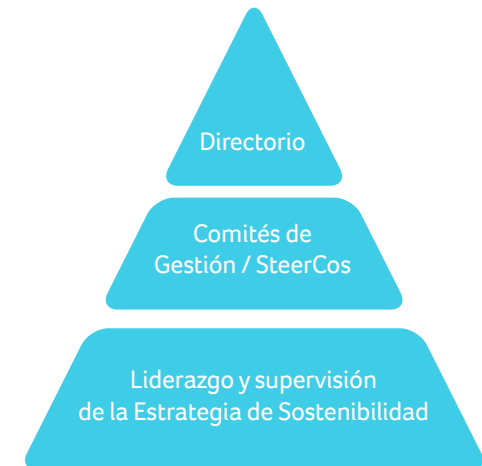 Directorio
Comités de
Gestión / SteerCos
Liderazgo y supervisión
de la Estrategia de Sostenibilidad